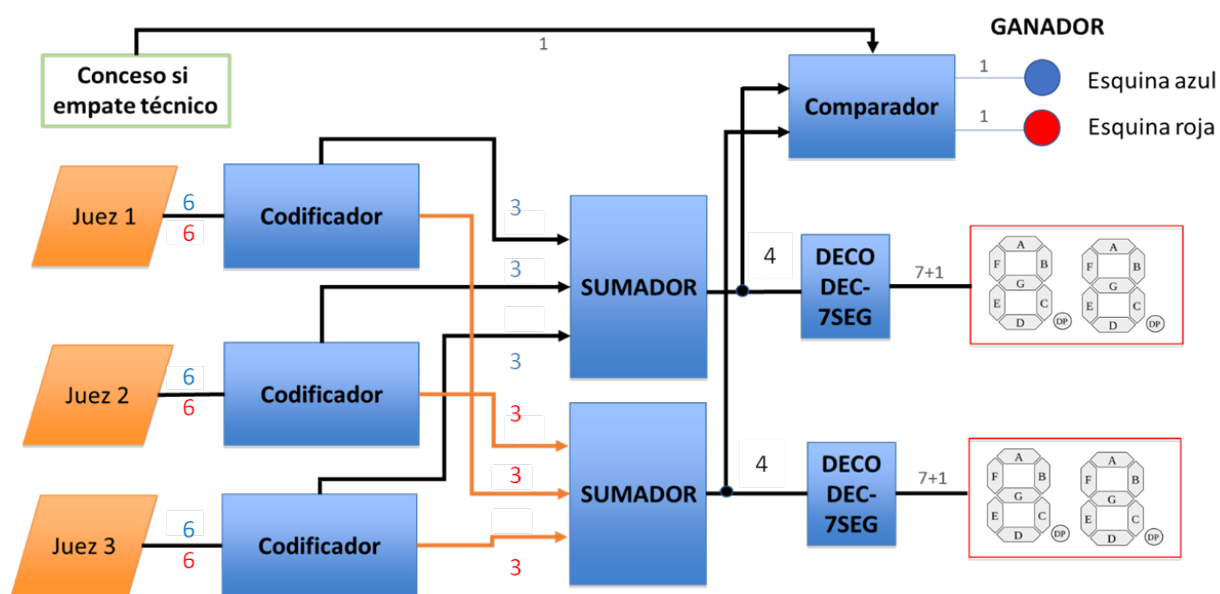 GANADOR
1
Conceso si
empate técnico
Comparador
1
Esquina azul
1
Esquina roja
Juez 1
6
6
Codificador
3
3
3
SUMADOR
4
DECO
DEC-
7SEG
7+1
A
F
B
G
E
C
D
DP
A
F
B
G
E
C
D
DP
Juez 2
6
6
Codificador
3
3
3
SUMADOR
4
DECO
DEC-
7SEG
7+1
A
F
B
G
E
C
D
DP
A
F
B
G
E
C
D
DP
Juez 3
6
6
Codificador